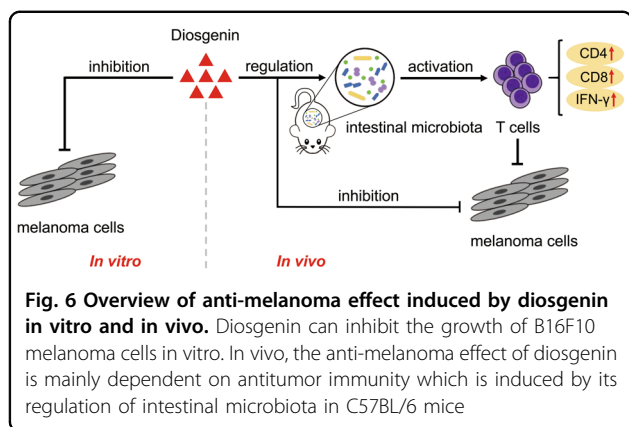 Diosgenin
inhibition
regulation
activation
CD4↑
CD8↑
IFN-γ↑
intestinal microbiota
T cells
inhibition
melanoma cells
melanoma cells
In vitro
In vivo
Fig. 6 Overview of anti-melanoma effect induced by diosgenin
in vitro and in vivo. Diosgenin can inhibit the growth of B16F10
melanoma cells in vitro. In vivo, the anti-melanoma effect of diosgenin
is mainly dependent on antitumor immunity which is induced by its
regulation of intestinal microbiota in C57BL/6 mice